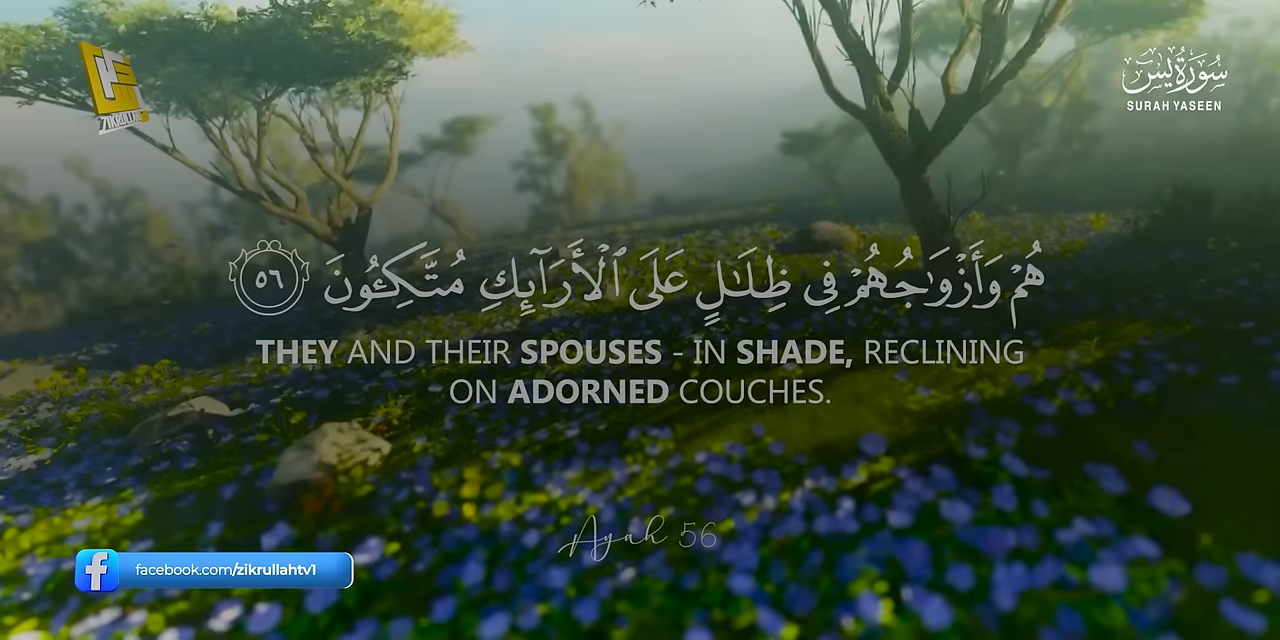 ZIKRULLAH
سُورَةُ يس
SURAH YASEEN
هُمْ وَأَزْوَٰجُهُمْ فِى ظِلَـٰلٍ عَلَى ٱلْأَرَآئِكِ مُتَّكِـُٔونَ ٥٦
THEY AND THEIR SPOUSES - IN SHADE, RECLINING
ON ADORNED COUCHES.
Ayah 56
facebook.com/zikrullahtv1